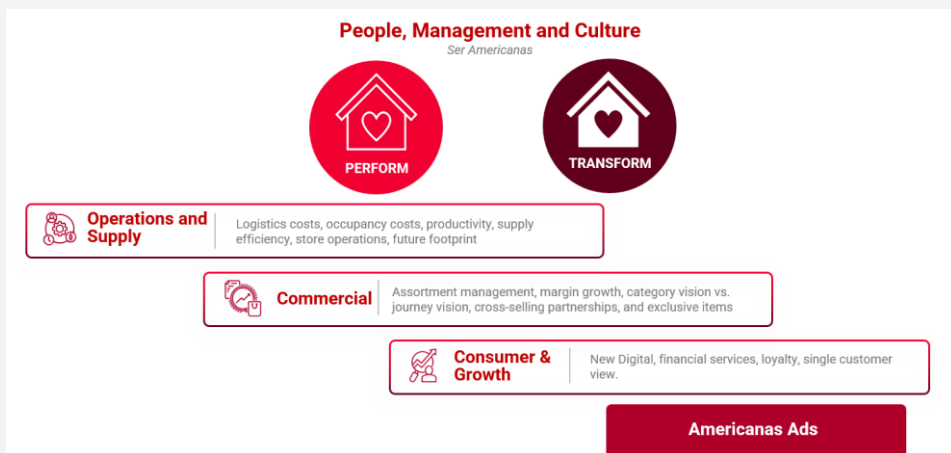 People, Management and Culture
Ser Americanas
PERFORM
TRANSFORM
Operations and
Supply
Logistics costs, occupancy costs, productivity, supply
efficiency, store operations, future footprint
Commercial
Assortment management, margin growth, category vision vs.
journey vision, cross-selling partnerships, and exclusive items
Consumer &
Growth
New Digital, financial services, loyalty, single customer
view.
Americanas Ads